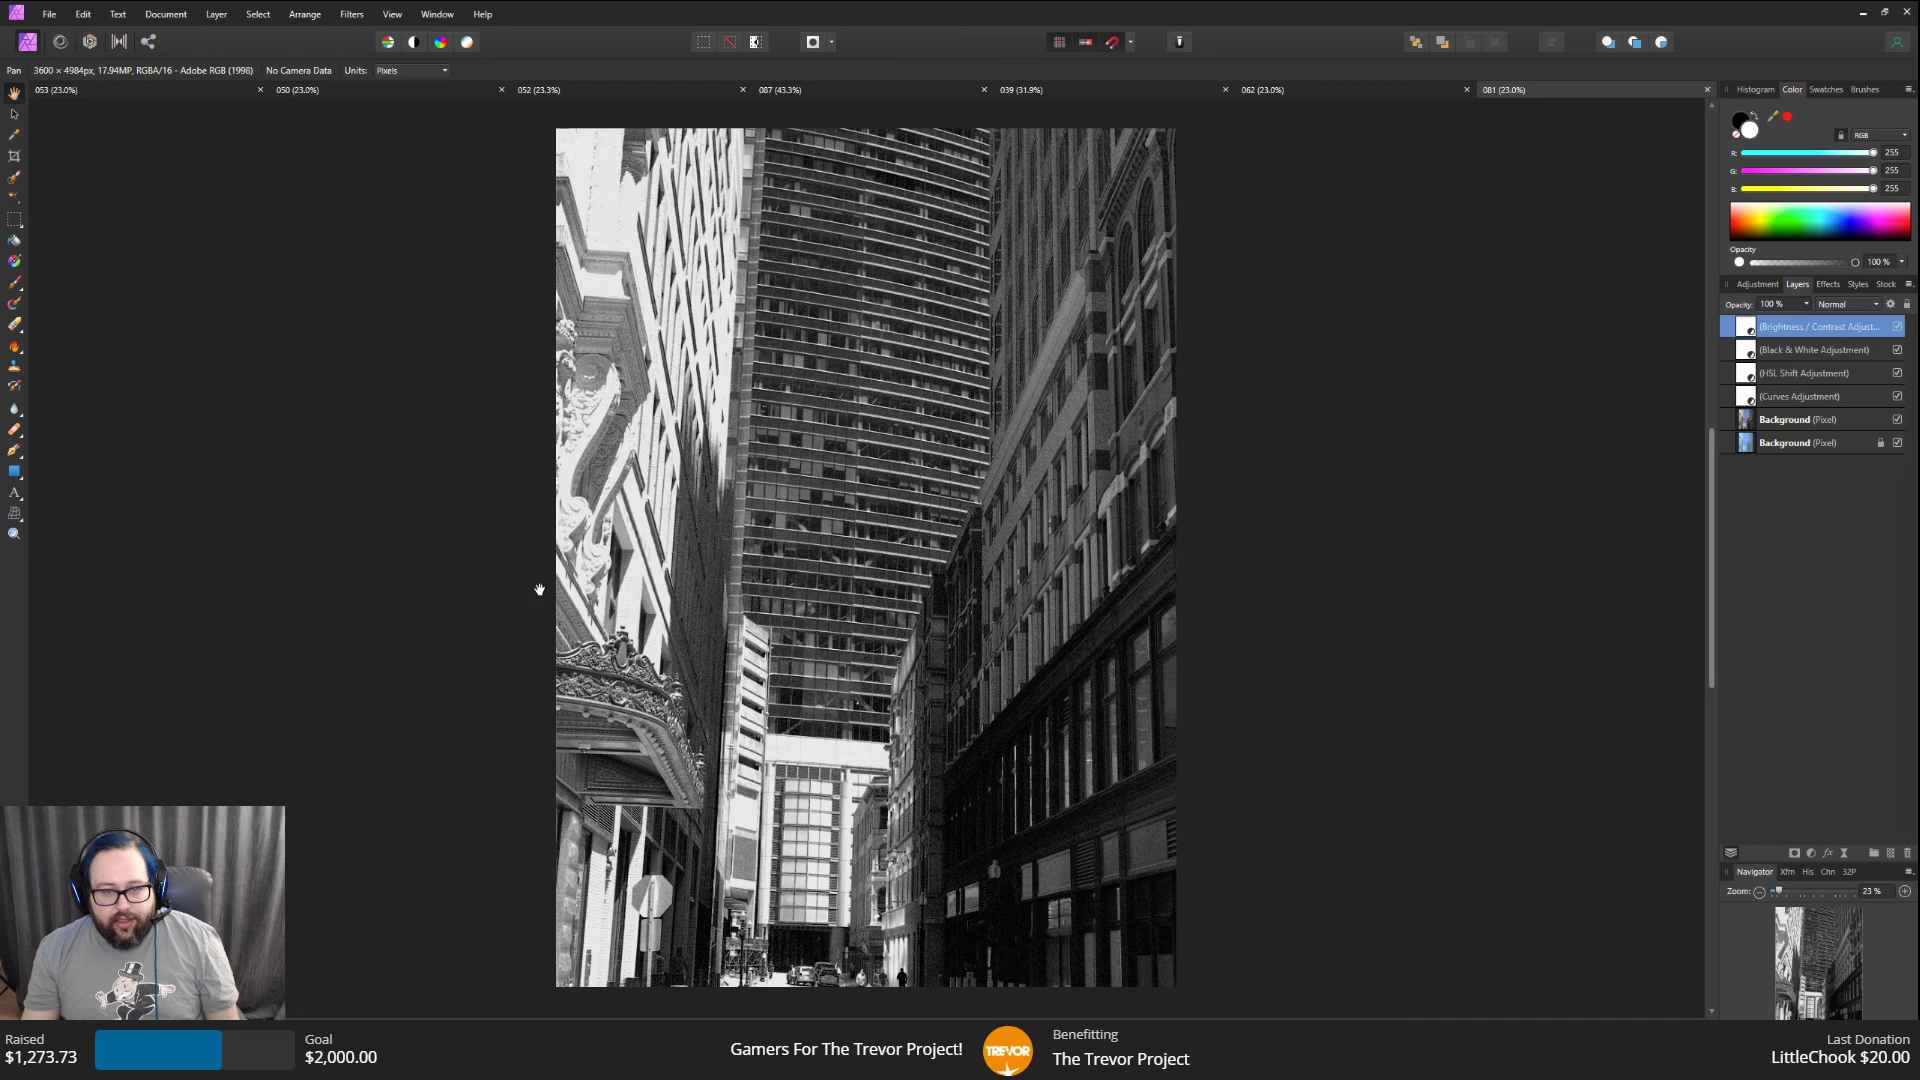 File Edit Text Document Layer Select Arrange Filters View Window Help
Pan 3600 × 4984px, 17.94MP, RGBA/16 - Adobe RGB (1998) No Camera Data Units: Pixels
053 (23.0%) 050 (23.0%) 052 (23.3%) 087 (43.3%) 039 (31.9%) 062 (23.0%) 081 (23.0%)
Histogram Color Swatches Brushes
RGB
R: 255
G: 255
B: 255
Opacity
100 %
Adjustment Layers Effects Styles Stock
Opacity: 100 % Normal
(Brightness / Contrast Adjust...
(Black & White Adjustment)
(HSL Shift Adjustment)
(Curves Adjustment)
Background (Pixel)
Background (Pixel)
Navigator Xfm His Chn 32P
Zoom: 23 %
Raised
$1,273.73
Goal
$2,000.00
Gamers For The Trevor Project!
TREVOR
Benefitting
The Trevor Project
Last Donation
LittleChook $20.00